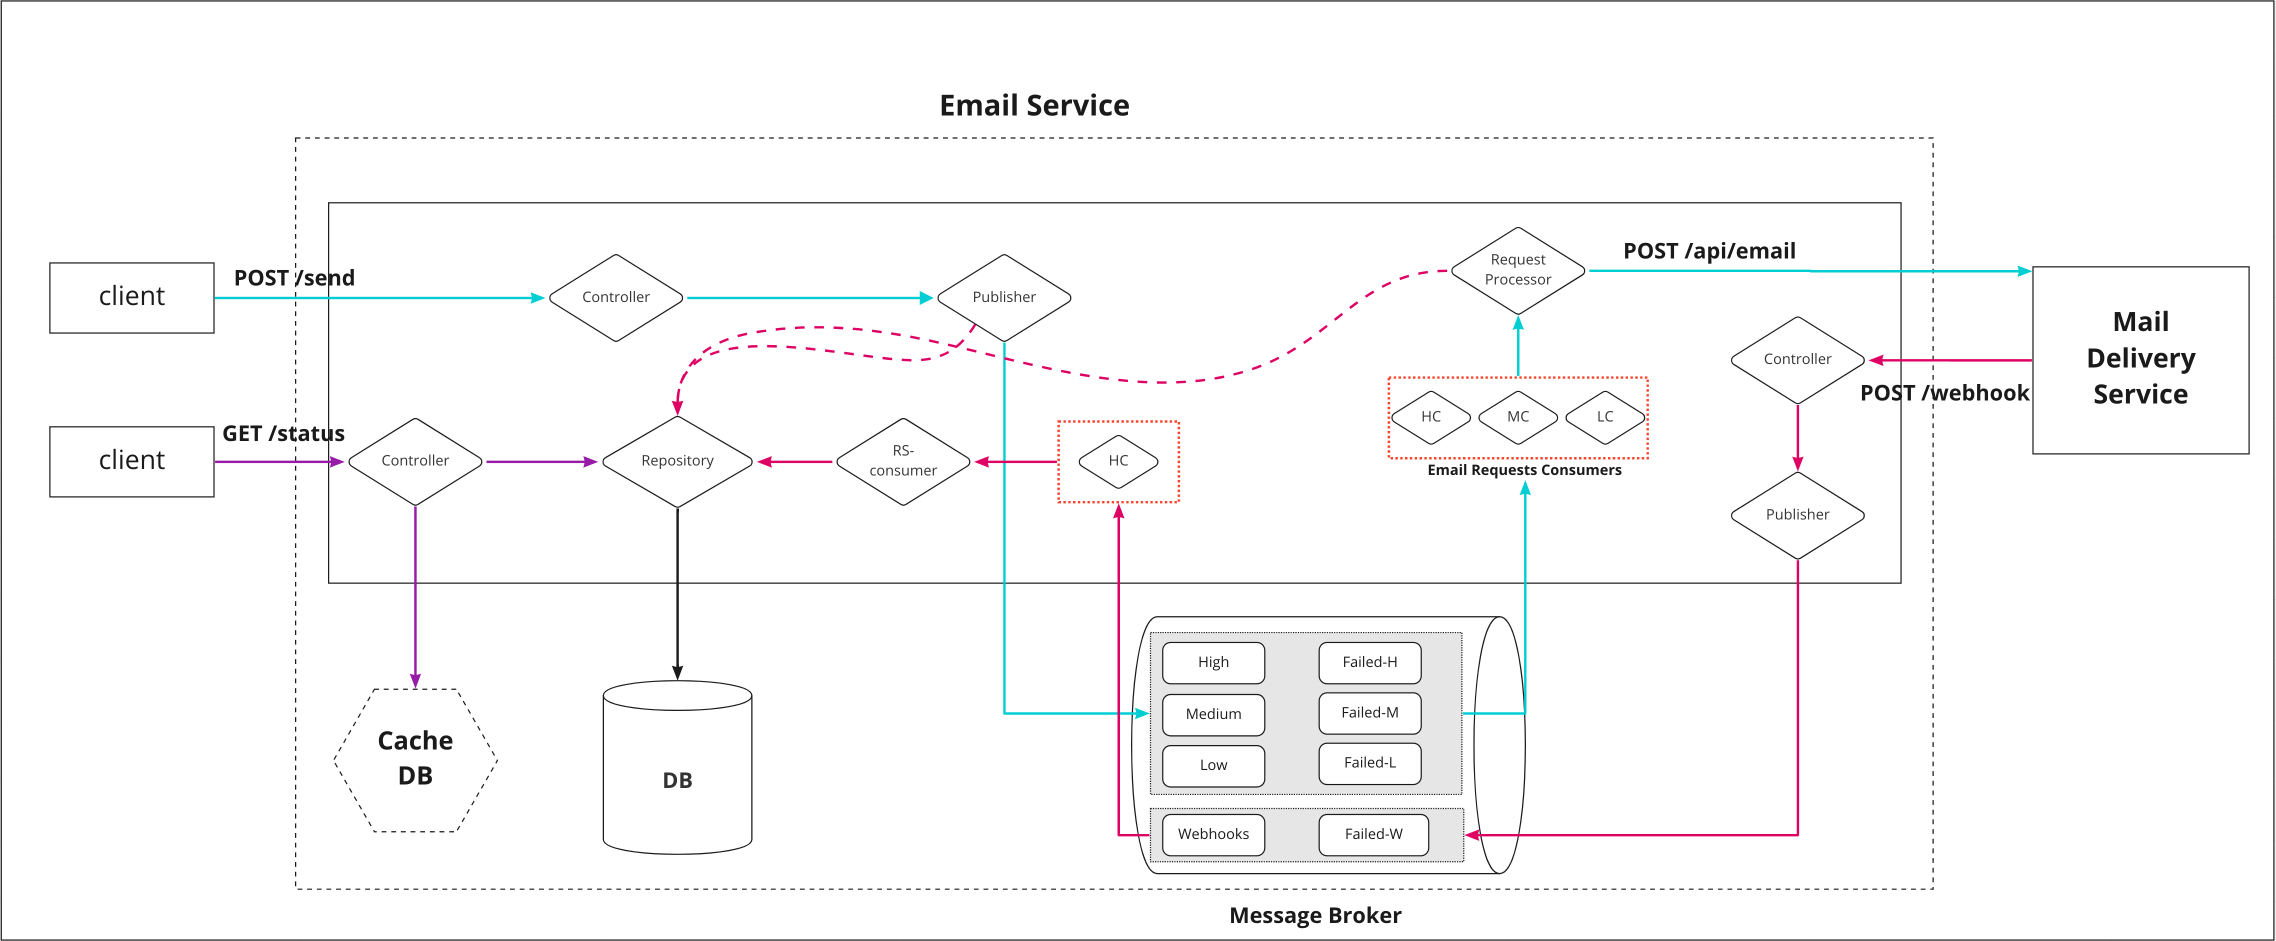 Email Service
POST /send
client
Controller
Publisher
Request
Processor
POST /api/email
Mail
Delivery
Service
Controller
POST /webhook
HC
MC
LC
Email Requests Consumers
GET /status
client
Controller
Repository
RS-
consumer
HC
Publisher
High
Failed-H
Medium
Failed-M
Low
Failed-L
Webhooks
Failed-W
Cache
DB
DB
Message Broker